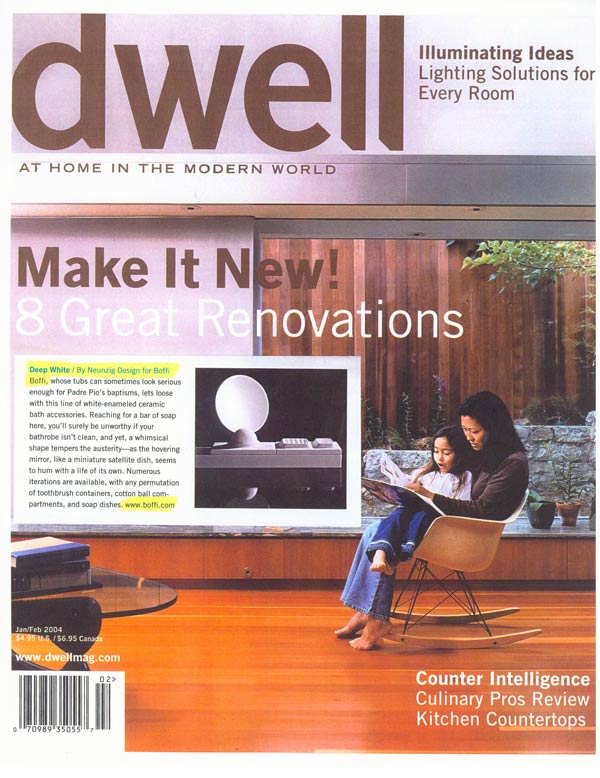 dwell
Illuminating Ideas
Lighting Solutions for
Every Room
AT HOME IN THE MODERN WORLD
Make It New!
8 Great Renovations
Deep White / By Neunzig Design for Boffi
Boffi, whose tubs can sometimes look serious
enough for Padre Pio's baptisms, lets loose
with this line of white-enameled ceramic
bath accessories. Reaching for a bar of soap
here, you'll surely be unworthy if your
bathrobe isn't clean, and yet, a whimsical
shape tempers the austerity—as the hovering
mirror, like a miniature satellite dish, seems
to hum with a life of its own. Numerous
iterations are available, with any permutation
of toothbrush containers, cotton ball com-
partments, and soap dishes. www.boffi.com
Jan/Feb 2004
$4.95 U.S. / $6.95 Canada
www.dwellmag.com
02>
0 70989 35055 7
Counter Intelligence
Culinary Pros Review
Kitchen Countertops